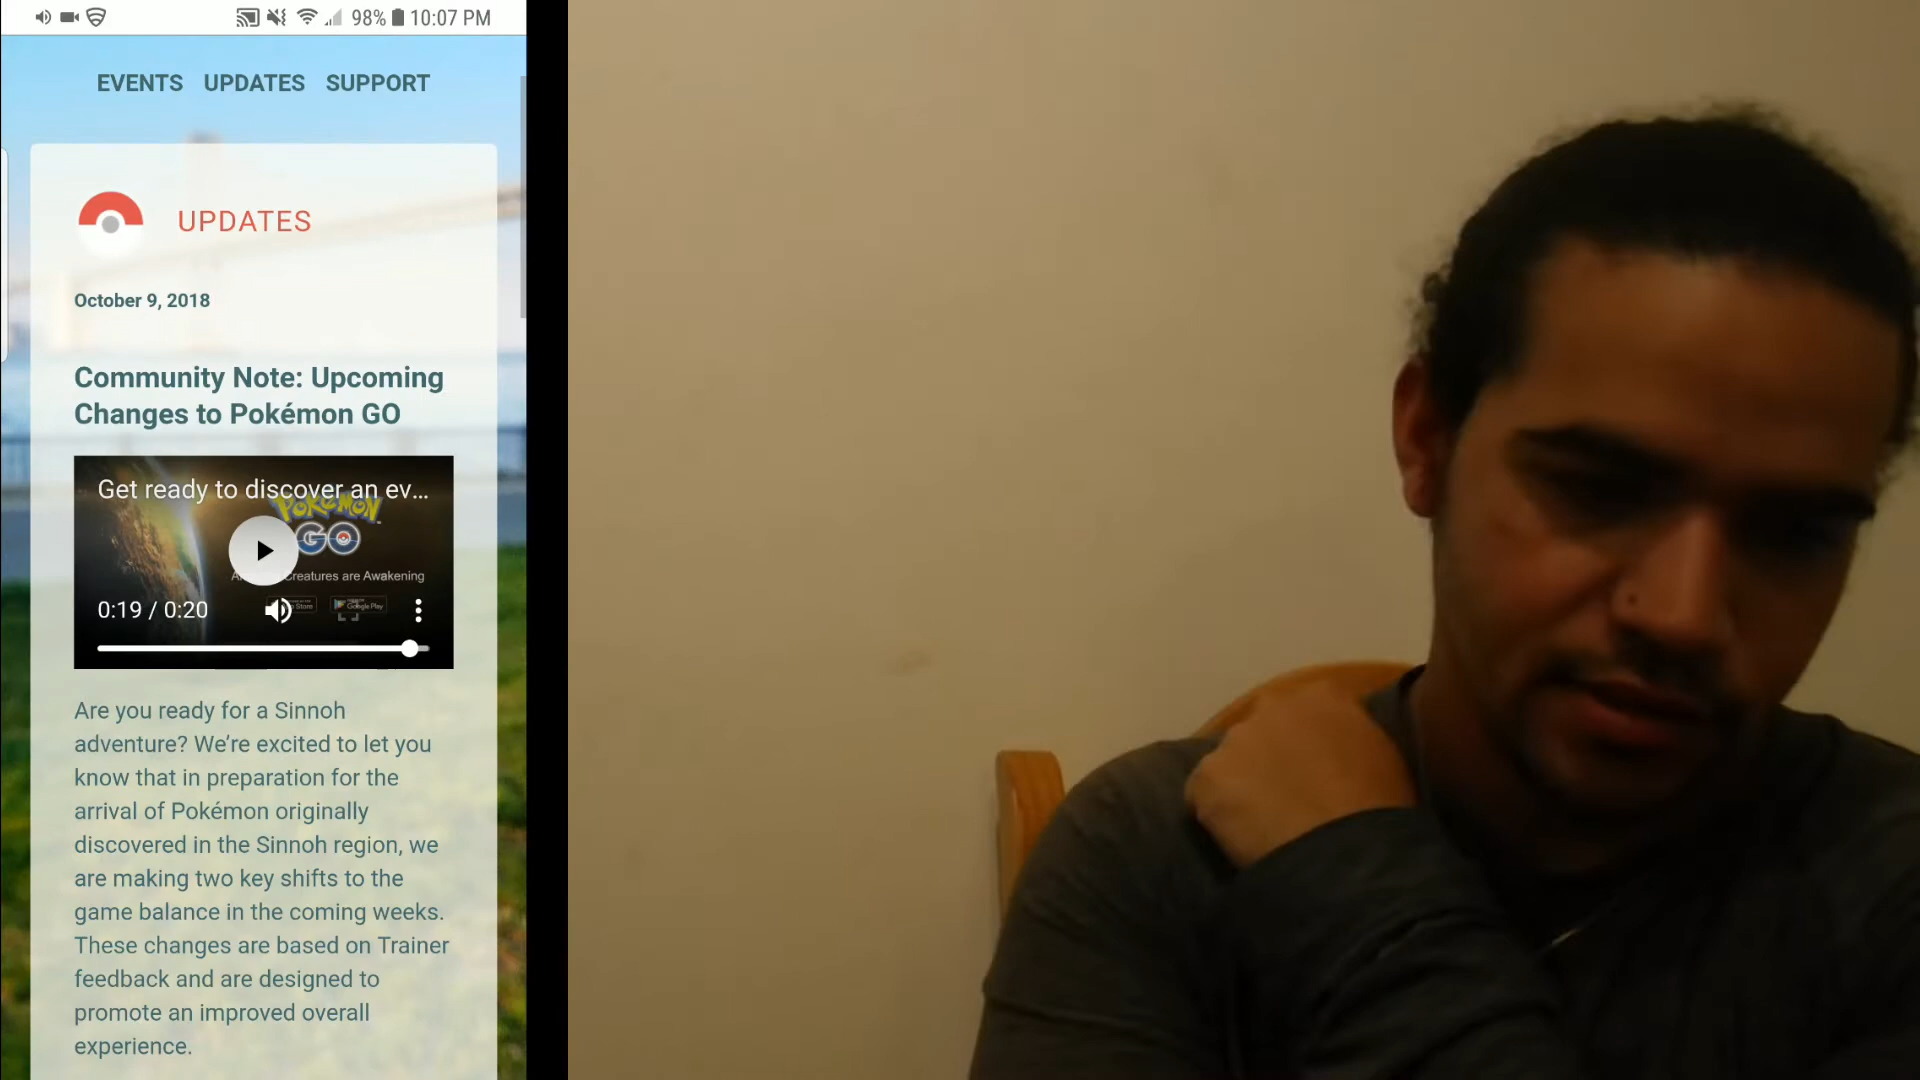 98% 10:07 PM
EVENTS UPDATES SUPPORT
UPDATES
October 9, 2018
Community Note: Upcoming
Changes to Pokémon GO
Get ready to discover an ev...
POKÉMON
GO
Creatures are Awakening
Google Play
0:19 / 0:20
Are you ready for a Sinnoh
adventure? We’re excited to let you
know that in preparation for the
arrival of Pokémon originally
discovered in the Sinnoh region, we
are making two key shifts to the
game balance in the coming weeks.
These changes are based on Trainer
feedback and are designed to
promote an improved overall
experience.